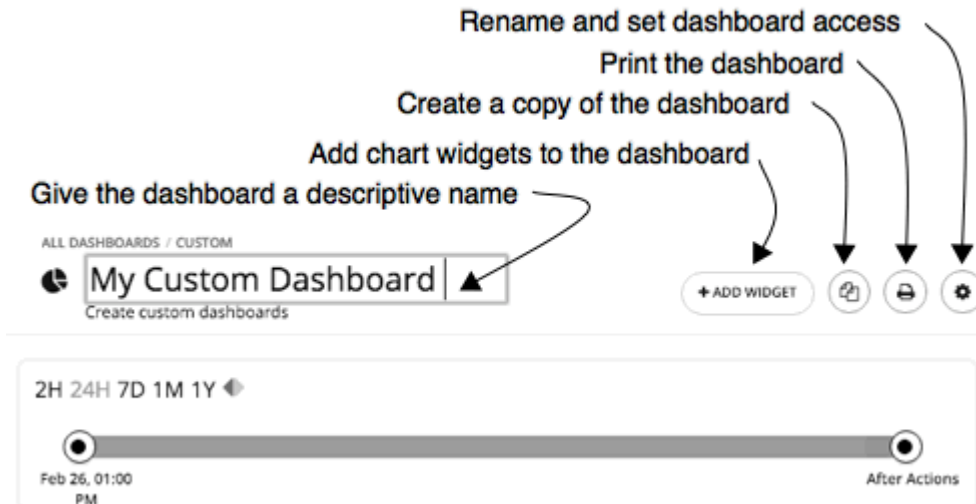 Rename and set dashboard access
Print the dashboard
Create a copy of the dashboard
Add chart widgets to the dashboard
Give the dashboard a descriptive name
ALL DASHBOARDS / CUSTOM
My Custom Dashboard
+ ADD WIDGET
Create custom dashboards
2H 24H 7D 1M 1Y
Feb 26, 01:00
PM
After Actions